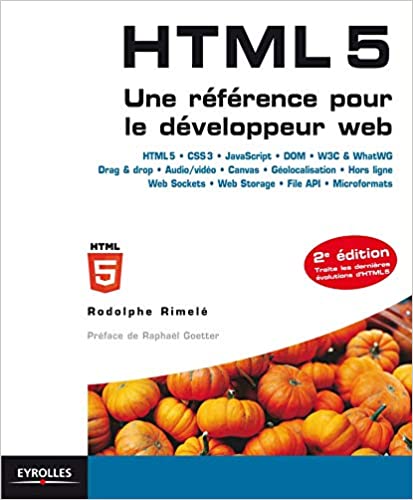 HTML 5
Une référence pour
le développeur web
HTML 5 • CSS 3 • JavaScript • DOM • W3C & WhatWG
Drag & drop • Audio/vidéo • Canvas • Géolocalisation • Hors ligne
Web Sockets • Web Storage • File API • Microformats
HTML
5
2e édition
Traite les dernières
évolutions d'HTML5
Rodolphe Rimelé
Préface de Raphaël Goetter
EYROLLES